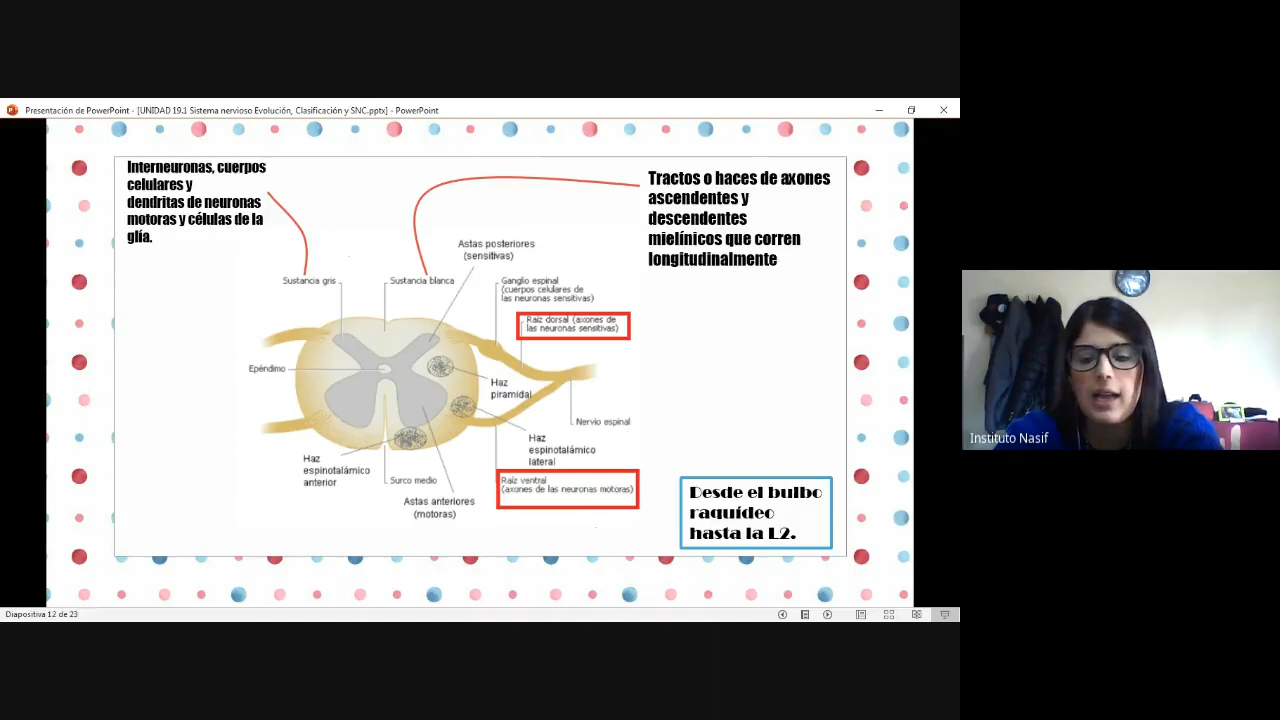 Presentación de PowerPoint - [UNIDAD 19.1 Sistema nervioso Evolución, Clasificación y SNC.pptx] - PowerPoint
Interneuronas, cuerpos
celulares y
dendritas de neuronas
motoras y células de la
glía.
Tractos o haces de axones
ascendentes y
descendentes
mielínicos que corren
longitudinalmente
Astas posteriores
(sensitivas)
Sustancia gris
Sustancia blanca
Ganglio espinal
(cuerpos celulares de
las neuronas sensitivas)
Raíz dorsal (axones de
las neuronas sensitivas)
Epéndimo
Haz
piramidal
Nervio espinal
Haz
espinotalámico
lateral
Haz
espinotalámico
anterior
Surco medio
Raíz ventral
(axones de las neuronas motoras)
Astas anteriores
(motoras)
Desde el bulbo
raquídeo
hasta la L2.
Instituto Nasif
Diapositiva 12 de 23